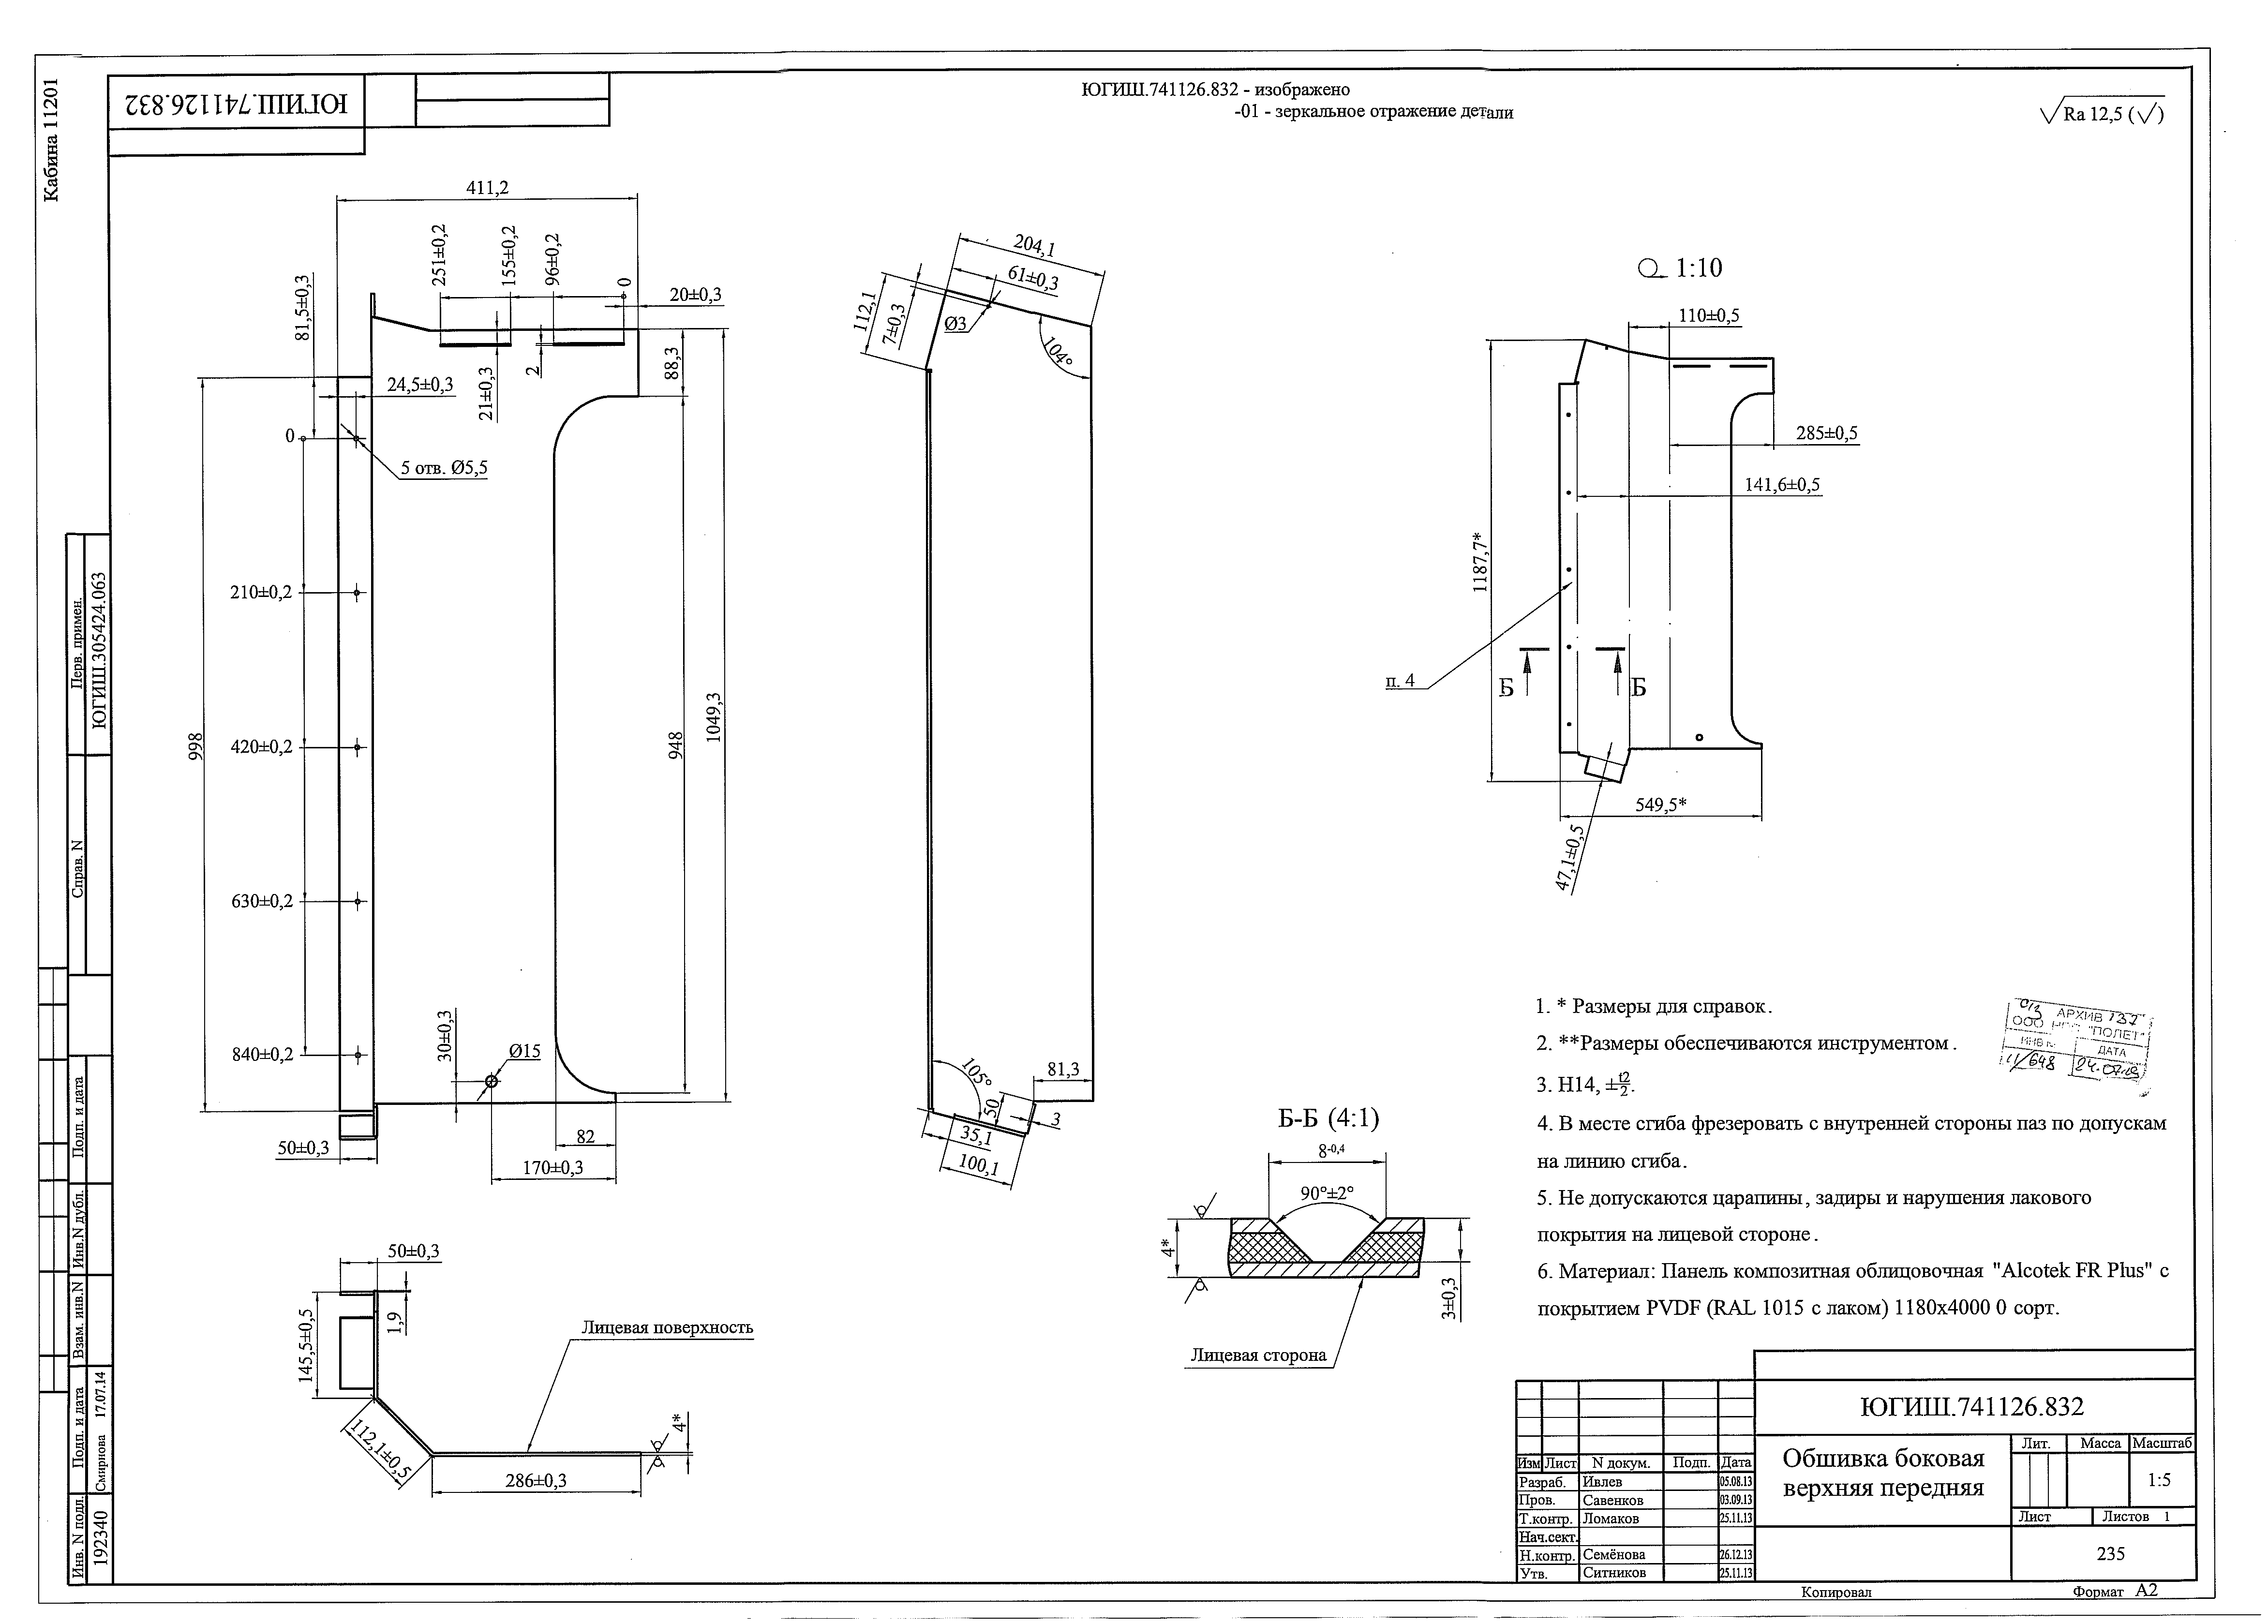 Кабина 11201
ЮГИШ.741126.832
ЮГИШ.741126.832 - изображено
-01 - зеркальное отражение детали
Ra 12,5 (√)
411,2
251±0,2
155±0,2
96±0,2
0
20±0,3
81,5±0,3
24,5±0,3
21±0,3
2
88,3
0
5 отв. Ø5,5
210±0,2
420±0,2
630±0,2
840±0,2
998
948
1049,3
30±0,3
Ø15
82
170±0,3
50±0,3
204,1
61±0,3
112,1
7±0,3
Ø3
104°
105°
81,3
50
3
35,1
100,1
1:10
110±0,5
285±0,5
141,6±0,5
1187,7*
п. 4
Б
Б
549,5*
47,1±0,5
50±0,3
145,5±0,5
1,9
Лицевая поверхность
112,1±0,5
4*
286±0,3
Б-Б (4:1)
8-0,4
90°±2°
4*
3±0,3
Лицевая сторона
1. * Размеры для справок.
2. **Размеры обеспечиваются инструментом.
3. H14, ±t2/2.
4. В месте сгиба фрезеровать с внутренней стороны паз по допускам
на линию сгиба.
5. Не допускаются царапины, задиры и нарушения лакового
покрытия на лицевой стороне.
6. Материал: Панель композитная облицовочная "Alcotek FR Plus" с
покрытием PVDF (RAL 1015 с лаком) 1180x4000 0 сорт.
АРХИВ
ООО "ПОЛЕТ"
ИНВ № ДАТА
11/648
Перв. примен.
ЮГИШ.305424.063
Справ. N
Подп. и дата
Инв.N дубл.
Взам. инв.N
Подп. и дата
Смирнова 17.07.14
Инв. N подл.
192340
ЮГИШ.741126.832
Обшивка боковая
верхняя передняя
Лит. Масса Масштаб
1:5
Лист Листов 1
235
Изм Лист N докум. Подп. Дата
Разраб. Ивлев 05.08.13
Пров. Савенков 03.09.13
Т.контр. Ломаков 25.11.13
Нач.сект.
Н.контр. Семёнова 26.12.13
Утв. Ситников 25.11.13
Копировал Формат А2